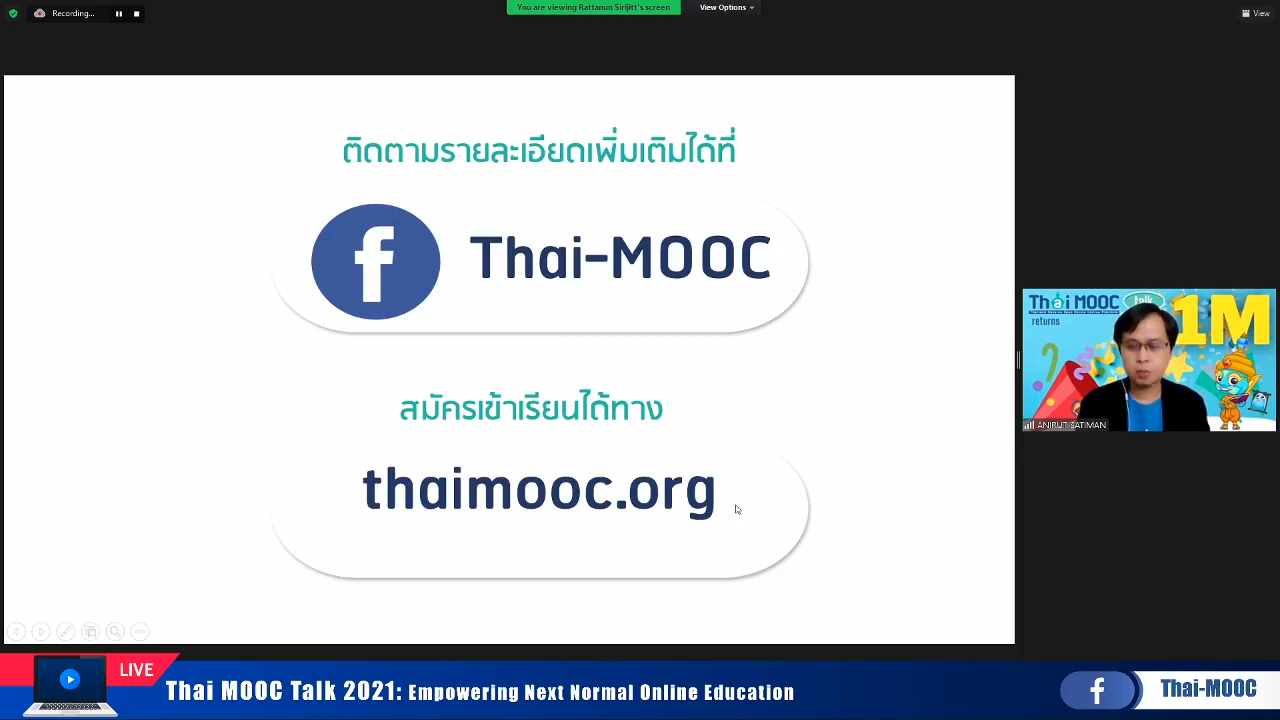 Recording...
You are viewing Rattanun Sirijitt's screen
View Options
View
ติดตามรายละเอียดเพิ่มเติมได้ที่
f Thai-MOOC
สมัครเข้าเรียนได้ทาง
thaimooc.org
Thai MOOC talk
returns
1M
ANIRUT SATIMAN
LIVE
Thai MOOC Talk 2021: Empowering Next Normal Online Education
f Thai-MOOC